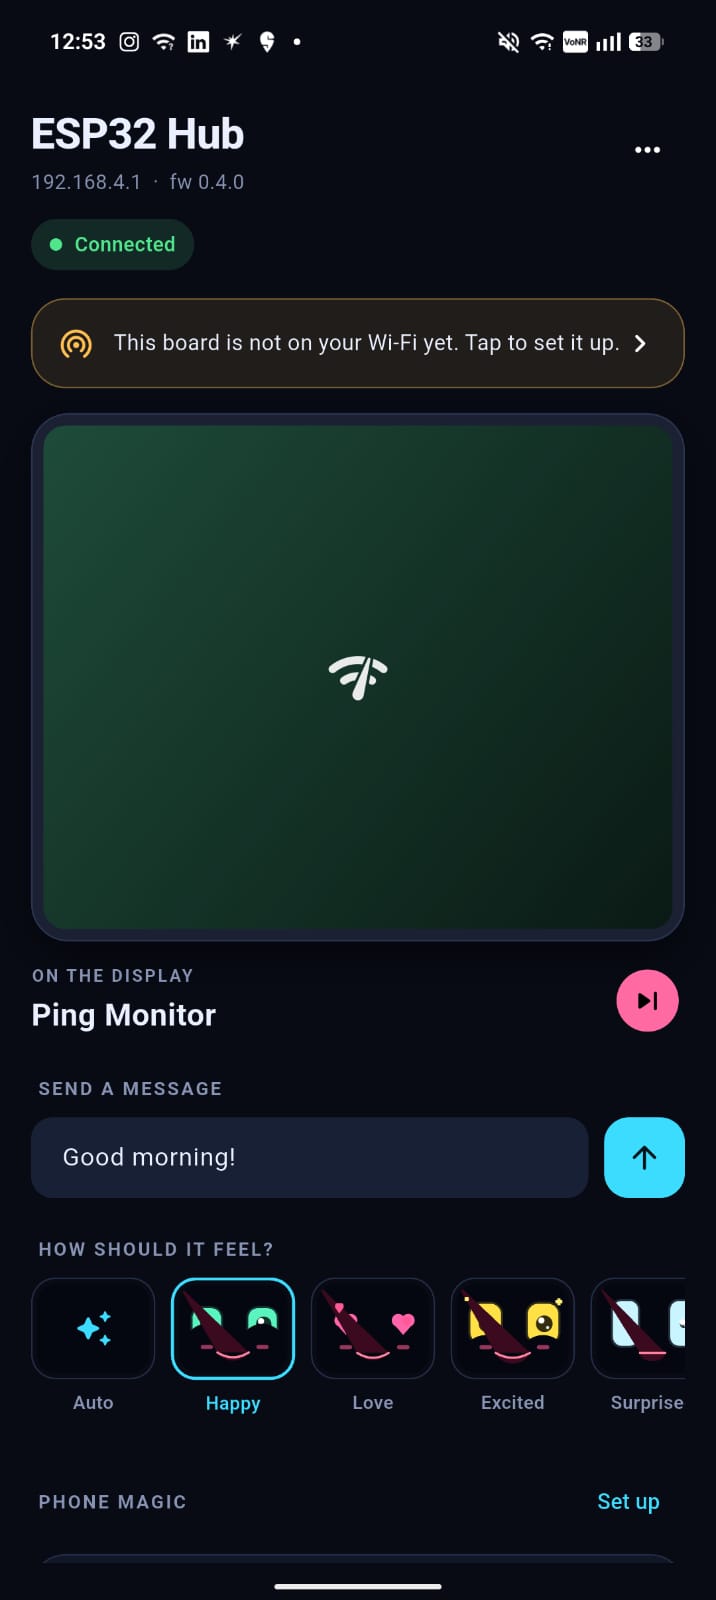 12:53
VoNR
33
ESP32 Hub
192.168.4.1 · fw 0.4.0
Connected
This board is not on your Wi-Fi yet. Tap to set it up.
ON THE DISPLAY
Ping Monitor
SEND A MESSAGE
Good morning!
HOW SHOULD IT FEEL?
Auto Happy Love Excited Surprise
PHONE MAGIC Set up